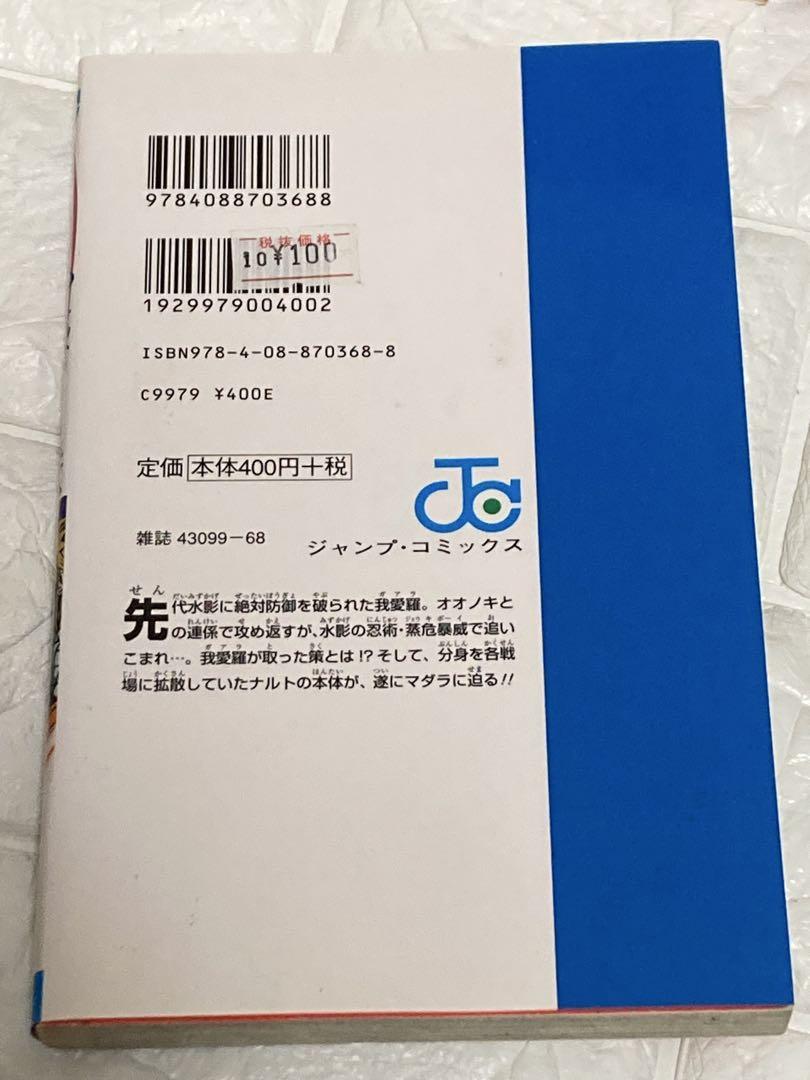 9784088703688
税抜価格
10¥100
1929979004002
ISBN978-4-08-870368-8
C9979 ¥400E
定価 本体400円+税
雑誌 43099-68
ジャンプ・コミックス
先代水影に絶対防御を破られた我愛羅。オオノキと
の連係で攻め返すが、水影の忍術・蒸危暴威で追い
こまれ…。我愛羅が取った策とは!?そして、分身を各戦
場に拡散していたナルトの本体が、遂にマダラに迫る!!